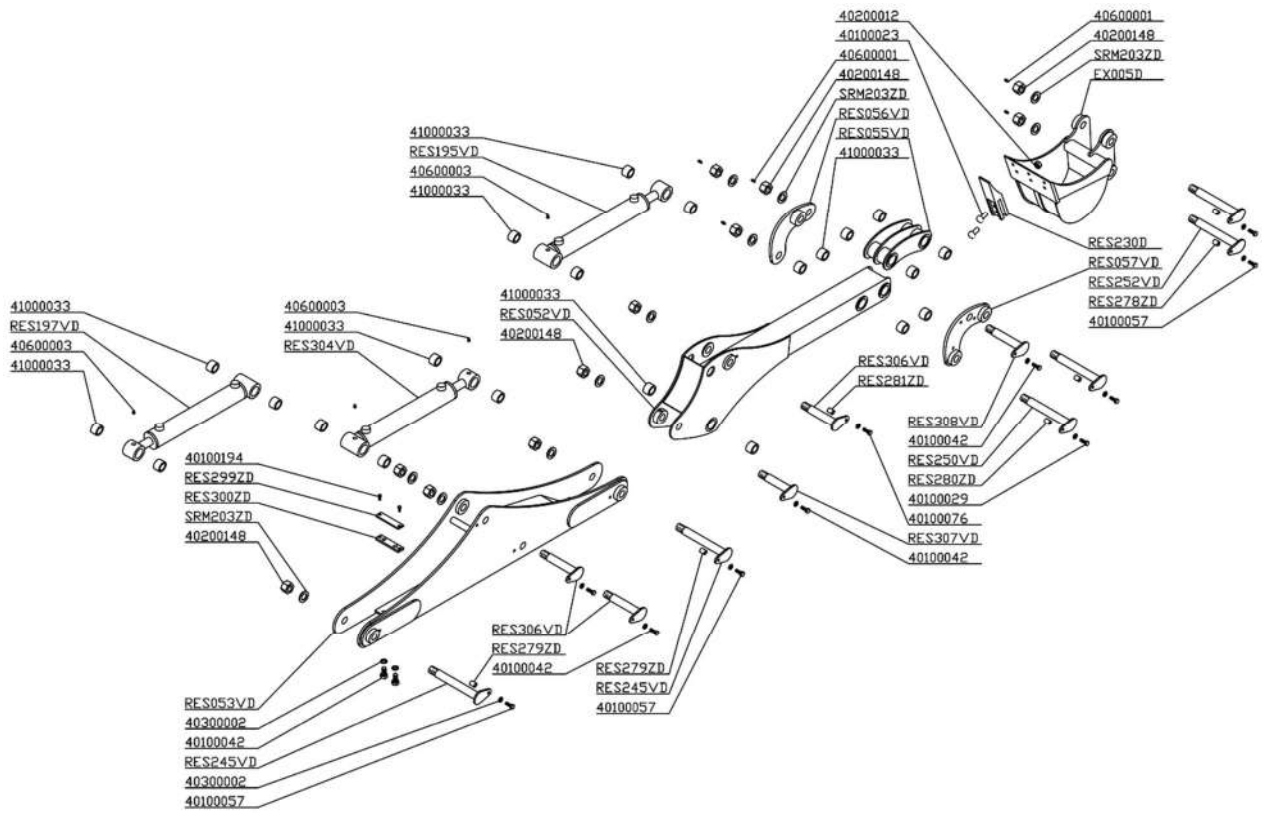 40200012
40100023
40600001
40200148
SRM203ZD
RES056VD
RES055VD
41000033
40600001
40200148
SRM203ZD
EX005D
41000033
RES195VD
40600003
41000033
RES230D
RES057VD
RES252VD
RES278ZD
40100057
41000033
RES197VD
40600003
41000033
40600003
41000033
RES304VD
41000033
RES052VD
40200148
RES306VD
RES281ZD
RES308VD
40100042
RES250VD
RES280ZD
40100029
40100076
RES307VD
40100042
40100194
RES299ZD
RES300ZD
SRM203ZD
40200148
RES306VD
RES279ZD
40100042
RES279ZD
RES245VD
40100057
RES053VD
40300002
40100042
RES245VD
40300002
40100057